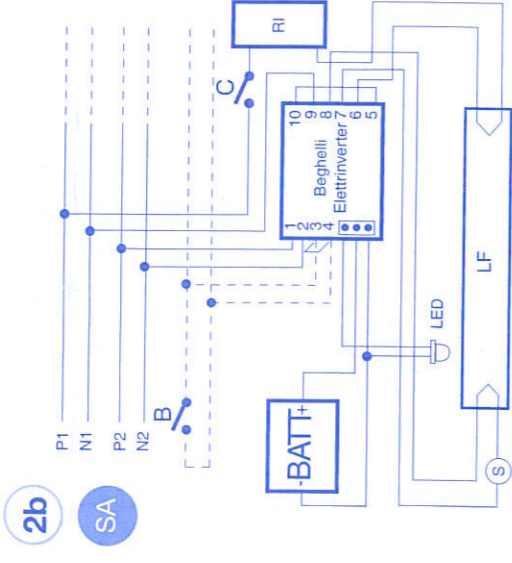 2b
SA
P1
N1
P2
N2
B
C
RI
1
2
3
4
10
9
8
7
6
5
Beghelli
Elettrinverter
-BATT+
LED
LF
S